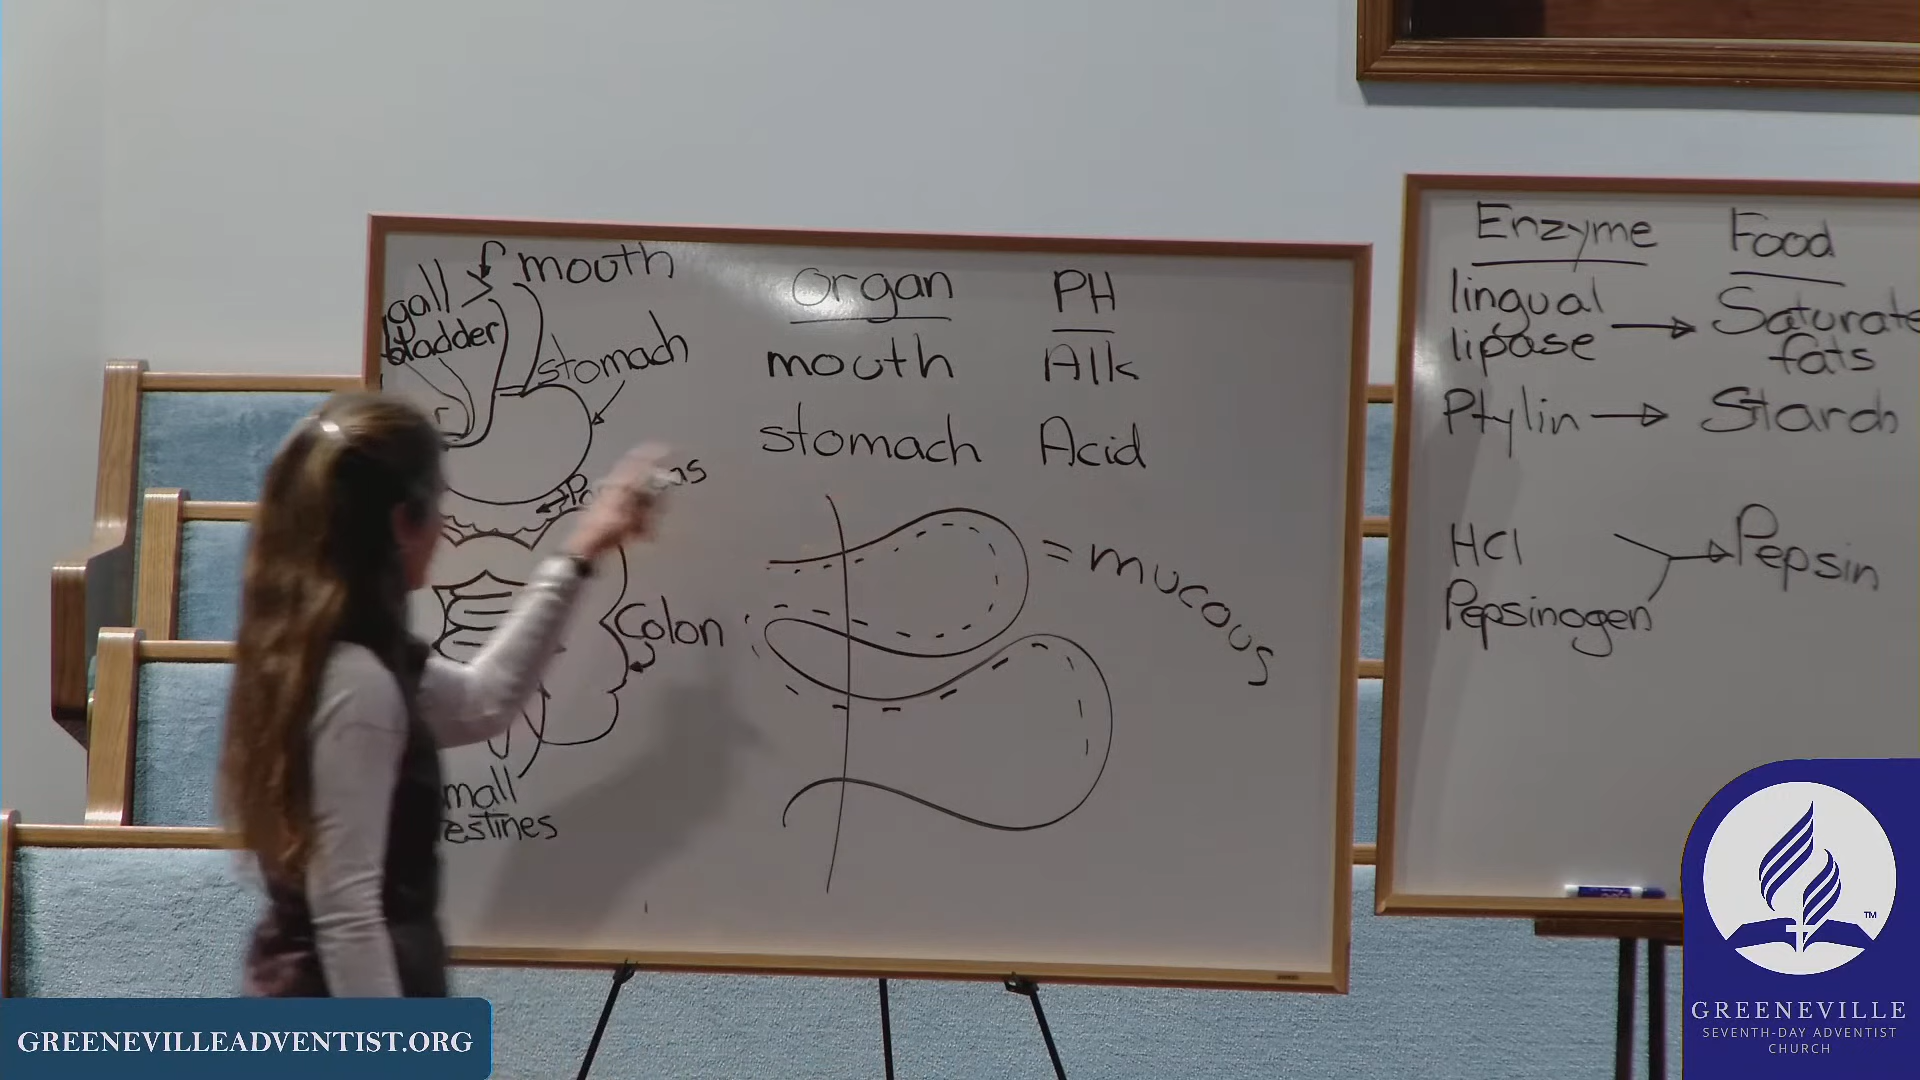 gall
bladder
mouth
stomach
Colon
mall
estines
Organ PH
mouth Alk
stomach Acid
= mucous
Enzyme Food
lingual
lipase → Saturate
fats
Ptylin → Starch
HCl
Pepsinogen → Pepsin
GREENEVILLEADVENTIST.ORG
™
GREENEVILLE
SEVENTH-DAY ADVENTIST
CHURCH